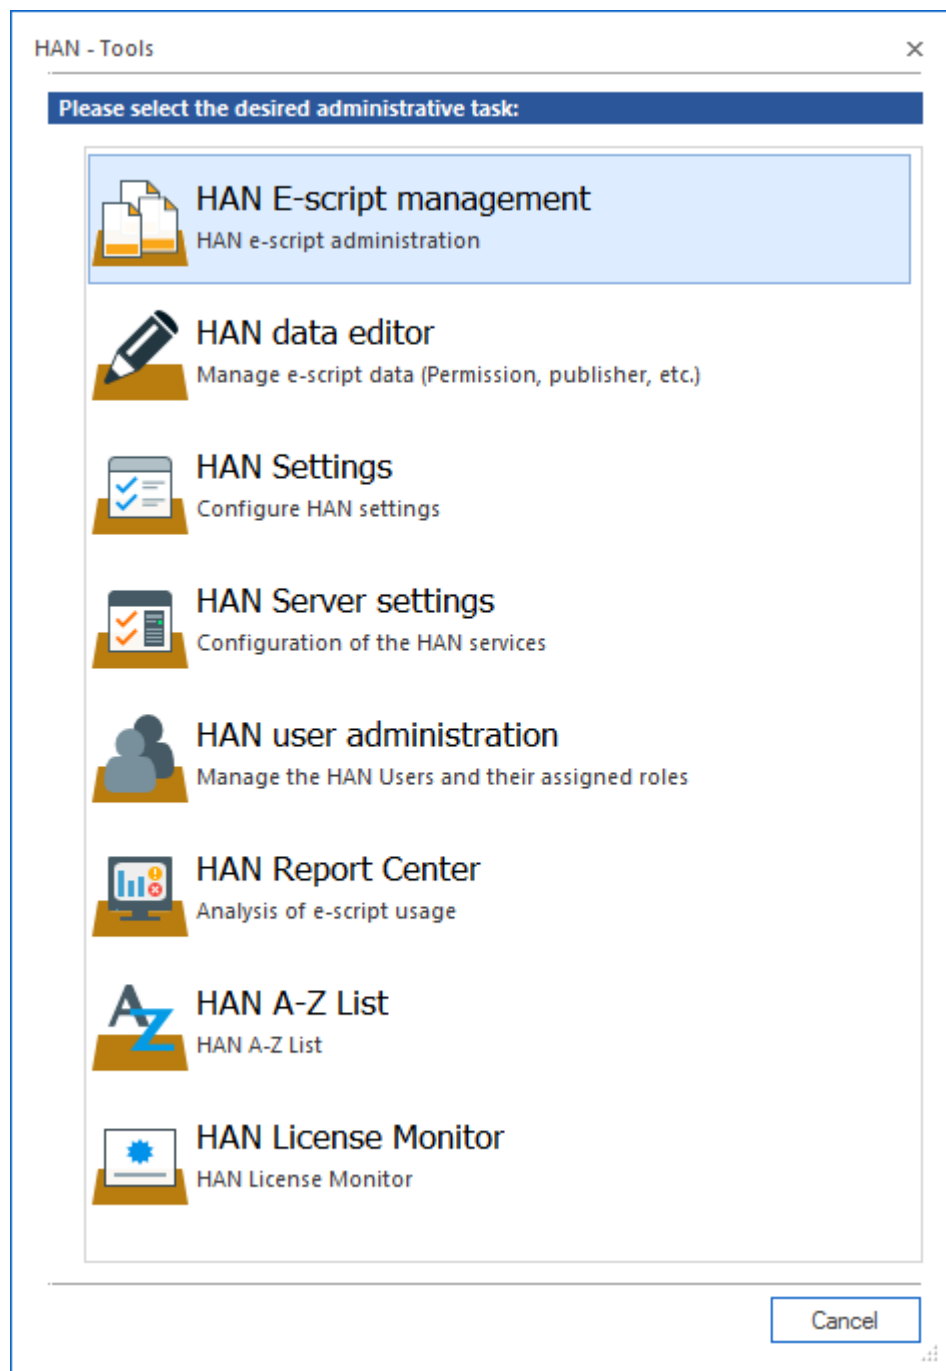 HAN - Tools
Please select the desired administrative task:
HAN E-script management
HAN e-script administration
HAN data editor
Manage e-script data (Permission, publisher, etc.)
HAN Settings
Configure HAN settings
HAN Server settings
Configuration of the HAN services
HAN user administration
Manage the HAN Users and their assigned roles
HAN Report Center
Analysis of e-script usage
AZ
HAN A-Z List
HAN A-Z List
HAN License Monitor
HAN License Monitor
Cancel